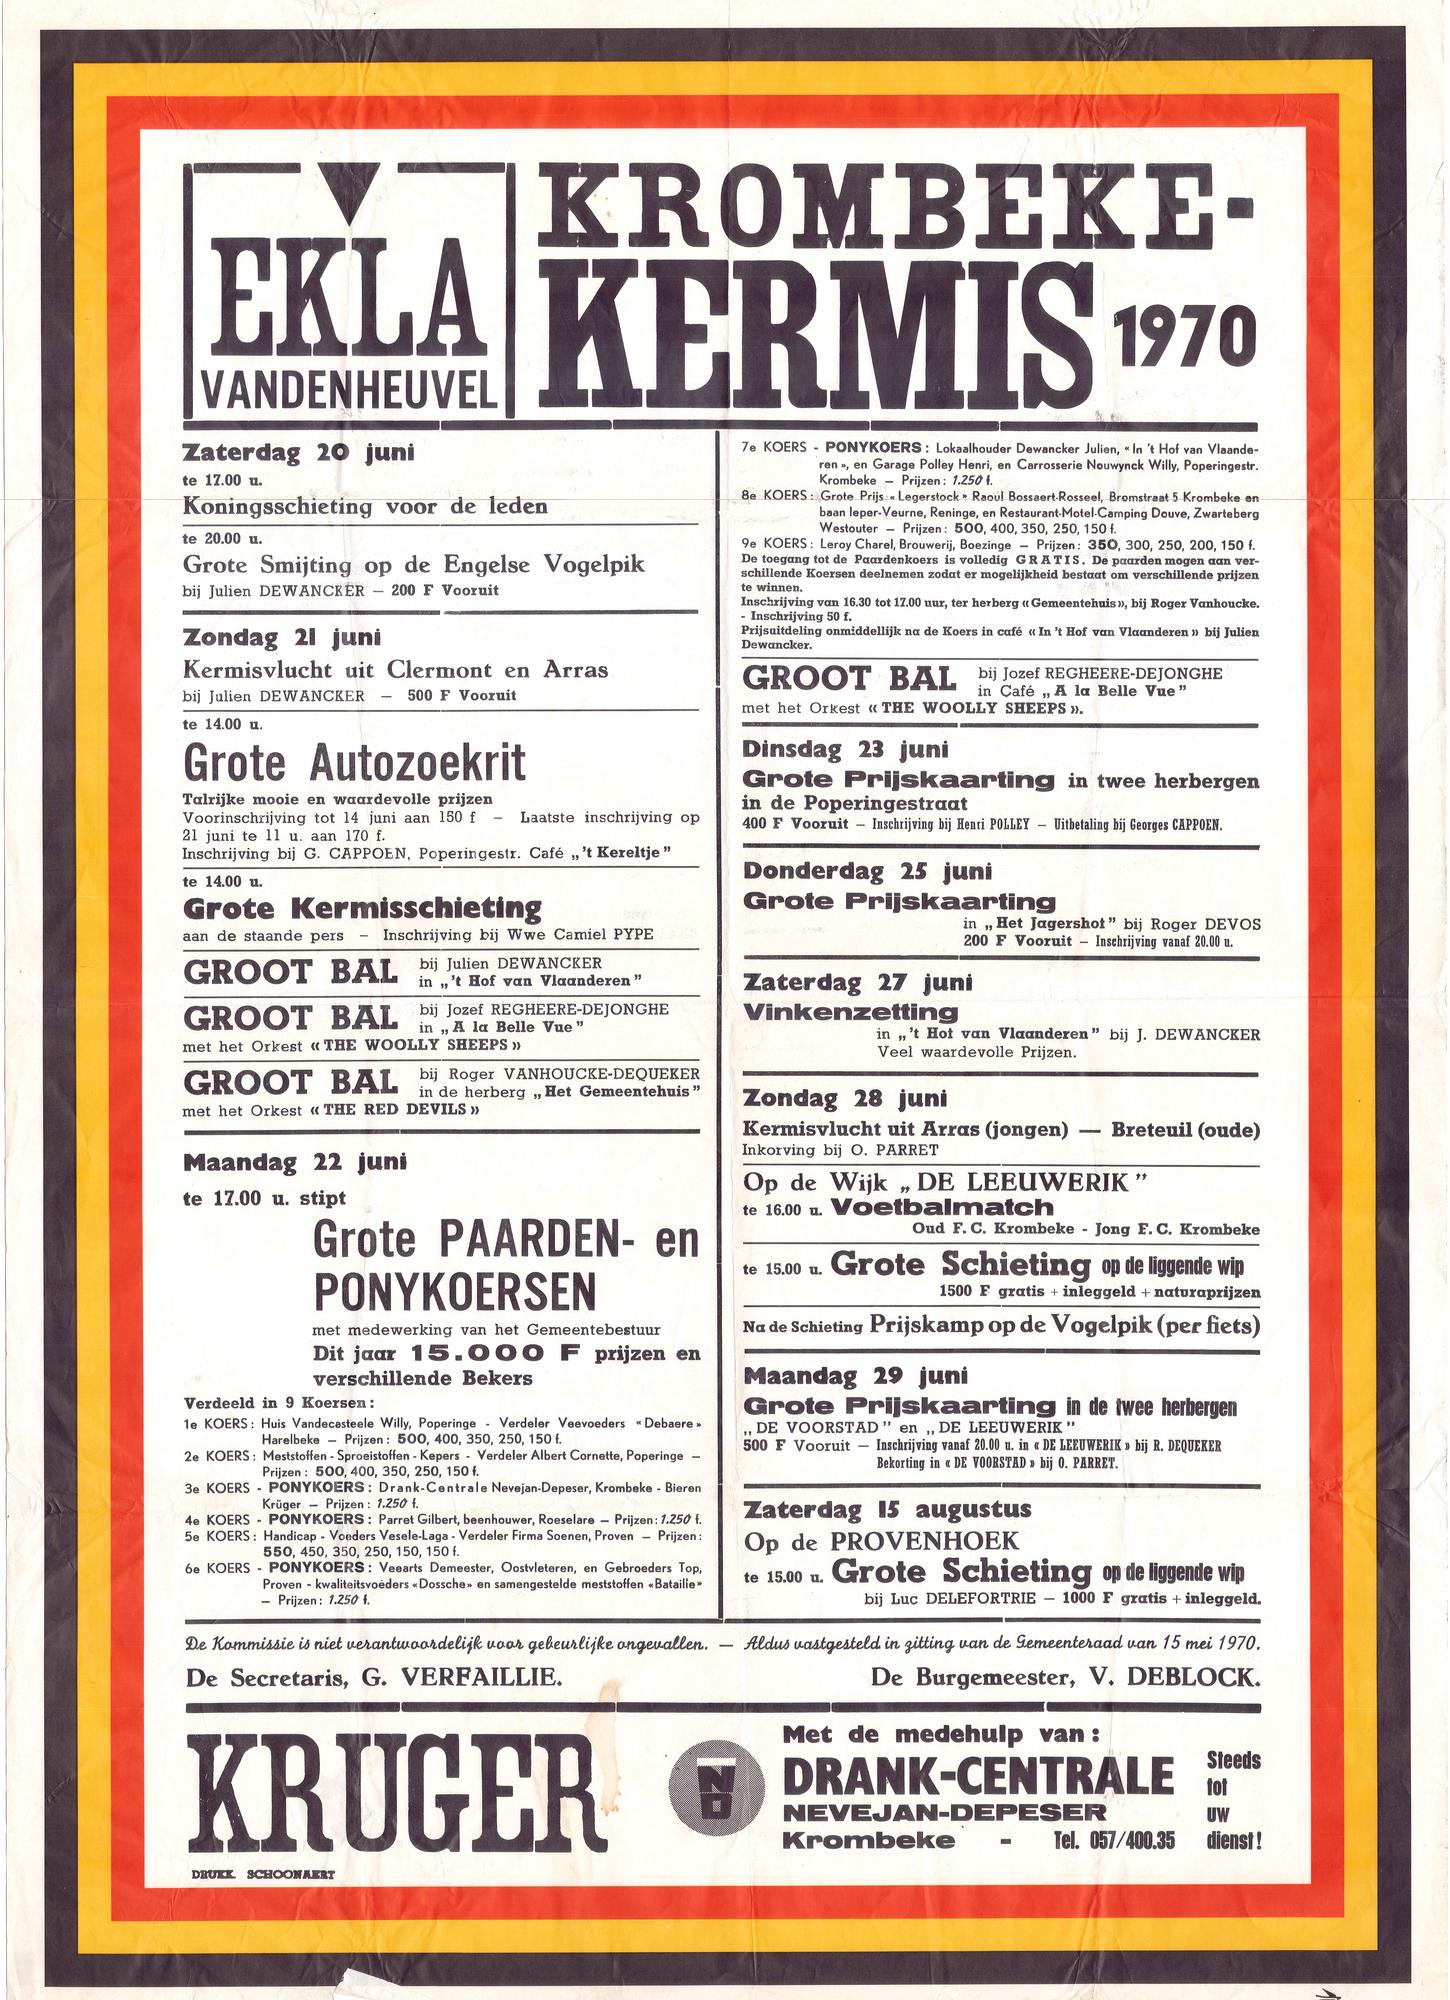 EKLA
VANDENHEUVEL
KROMBEKE-
KERMIS 1970
Zaterdag 20 juni
te 17.00 u.
Koningsschieting voor de leden
te 20.00 u.
Grote Smijting op de Engelse Vogelpik
bij Julien DEWANCKER — 200 F Vooruit
Zondag 21 juni
Kermisvlucht uit Clermont en Arras
bij Julien DEWANCKER — 500 F Vooruit
te 14.00 u.
Grote Autozoekrit
Talrijke mooie en waardevolle prijzen
Voorinschrijving tot 14 juni aan 150 f — Laatste inschrijving op
21 juni te 11 u. aan 170 f.
Inschrijving bij G. CAPPOEN, Poperingestr. Café „'t Kereltje”
te 14.00 u.
Grote Kermisschieting
aan de staande pers — Inschrijving bij Wwe Camiel PYPE
GROOT BAL bij Julien DEWANCKER
in „'t Hof van Vlaanderen”
GROOT BAL bij Jozef REGHEERE-DEJONGHE
in „A la Belle Vue”
met het Orkest « THE WOOLLY SHEEPS »
GROOT BAL bij Roger VANHOUCKE-DEQUEKER
in de herberg „Het Gemeentehuis”
met het Orkest « THE RED DEVILS »
Maandag 22 juni
te 17.00 u. stipt
Grote PAARDEN- en
PONYKOERSEN
met medewerking van het Gemeentebestuur
Dit jaar 15.000 F prijzen en
verschillende Bekers
Verdeeld in 9 Koersen:
1e KOERS: Huis Vandecasteele Willy, Poperinge - Verdeler Veevoeders «Debaere»
Harelbeke — Prijzen: 500, 400, 350, 250, 150 f.
2e KOERS: Meststoffen - Sproeistoffen - Kepers - Verdeler Albert Cornette, Poperinge —
Prijzen: 500, 400, 350, 250, 150 f.
3e KOERS - PONYKOERS: Drank-Centrale Nevejan-Depeser, Krombeke - Bieren
Krüger — Prijzen: 1.250 f.
4e KOERS - PONYKOERS: Parret Gilbert, beenhouwer, Roeselare — Prijzen: 1.250 f.
5e KOERS: Handicap - Voeders Vesele-Laga - Verdeler Firma Soenen, Proven — Prijzen:
550, 450, 350, 250, 150, 150 f.
6e KOERS - PONYKOERS: Veearts Demeester, Oostvleteren, en Gebroeders Top,
Proven - kwaliteitsvoeders «Dossche» en samengestelde meststoffen «Bataille»
— Prijzen: 1.250 f.
7e KOERS - PONYKOERS: Lokaalhouder Dewancker Julien, «In 't Hof van Vlaande-
ren», en Garage Polley Henri, en Carrosserie Nouwynck Willy, Poperingestr.
Krombeke — Prijzen: 1.250 f.
8e KOERS: Grote Prijs «Legerstock» Raoul Bossaert-Rosseel, Bromstraat 5 Krombeke en
baan Ieper-Veurne, Reninge, en Restaurant-Motel-Camping Douve, Zwarteberg
Westouter — Prijzen: 500, 400, 350, 250, 150 f.
9e KOERS: Leroy Charel, Brouwerij, Boezinge — Prijzen: 350, 300, 250, 200, 150 f.
De toegang tot de Paardenkoers is volledig GRATIS. De paarden mogen aan ver-
schillende Koersen deelnemen zodat er mogelijkheid bestaat om verschillende prijzen
te winnen.
Inschrijving van 16.30 tot 17.00 uur, ter herberg «Gemeentehuis», bij Roger Vanhoucke.
- Inschrijving 50 f.
Prijsuitdeling onmiddellijk na de Koers in café «In 't Hof van Vlaanderen» bij Julien
Dewancker.
GROOT BAL bij Jozef REGHEERE-DEJONGHE
in Café „A la Belle Vue”
met het Orkest « THE WOOLLY SHEEPS ».
Dinsdag 23 juni
Grote Prijskaarting in twee herbergen
in de Poperingestraat
400 F Vooruit — Inschrijving bij Henri POLLEY — Uitbetaling bij Georges CAPPOEN.
Donderdag 25 juni
Grote Prijskaarting
in „Het Jagershof” bij Roger DEVOS
200 F Vooruit — Inschrijving vanaf 20.00 u.
Zaterdag 27 juni
Vinkenzetting
in „'t Hof van Vlaanderen” bij J. DEWANCKER
Veel waardevolle Prijzen.
Zondag 28 juni
Kermisvlucht uit Arras (jongen) — Breteuil (oude)
Inkorving bij O. PARRET
Op de Wijk „DE LEEUWERIK”
te 16.00 u. Voetbalmatch
Oud F.C. Krombeke - Jong F.C. Krombeke
te 15.00 u. Grote Schieting op de liggende wip
1500 F gratis + inleggeld + naturaprijzen
Na de Schieting Prijskamp op de Vogelpik (per fiets)
Maandag 29 juni
Grote Prijskaarting in de twee herbergen
„DE VOORSTAD” en „DE LEEUWERIK”
500 F Vooruit — Inschrijving vanaf 20.00 u. in « DE LEEUWERIK » bij R. DEQUEKER
Bekorting in « DE VOORSTAD » bij O. PARRET.
Zaterdag 15 augustus
Op de PROVENHOEK
te 15.00 u. Grote Schieting op de liggende wip
bij Luc DELEFORTRIE — 1000 F gratis + inleggeld.
De Kommissie is niet verantwoordelijk voor gebeurlijke ongevallen. — Aldus vastgesteld in zitting van de Gemeenteraad van 15 mei 1970.
De Secretaris, G. VERFAILLIE. De Burgemeester, V. DEBLOCK.
KRUGER
ND
Met de medehulp van:
DRANK-CENTRALE
NEVEJAN-DEPESER
Krombeke - Tel. 057/400.35
Steeds
tot
uw
dienst!
DRUKK. SCHOONAERT